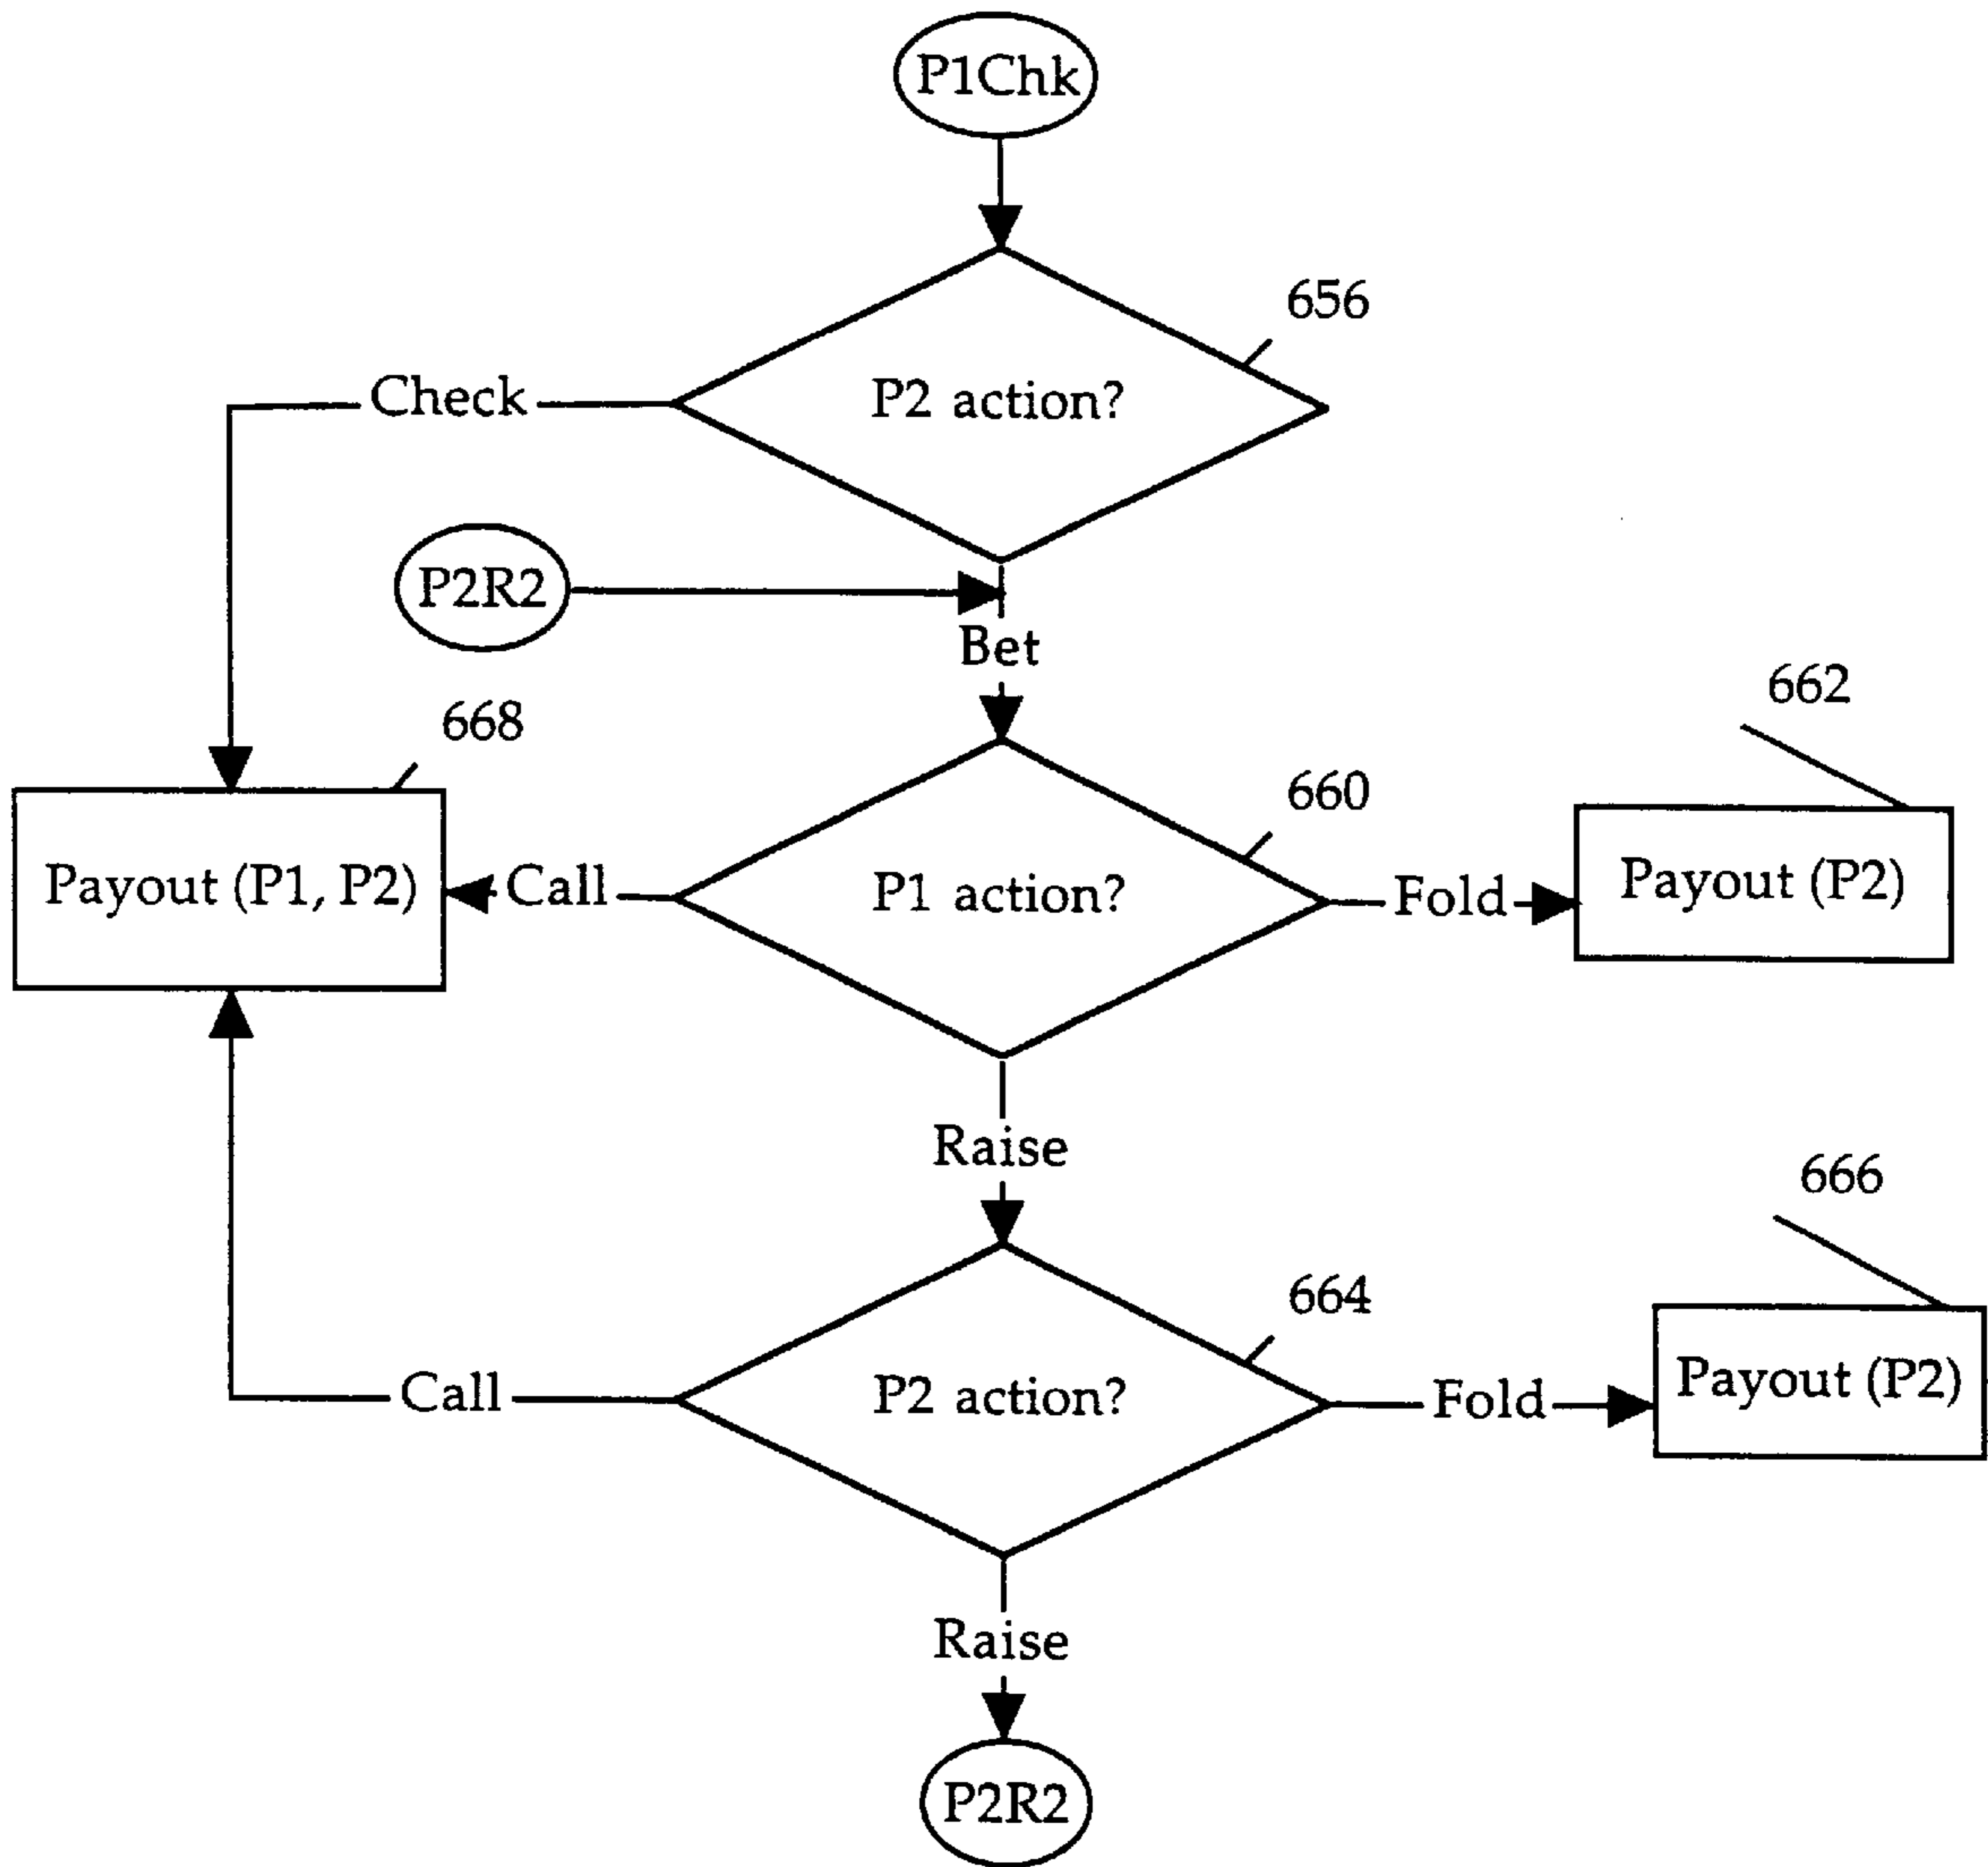 P1Chk
656
Check
P2 action?
P2R2
Bet
668
662
660
Payout (P1, P2)
Call
P1 action?
Fold
Payout (P2)
Raise
666
664
Call
P2 action?
Fold
Payout (P2)
Raise
P2R2